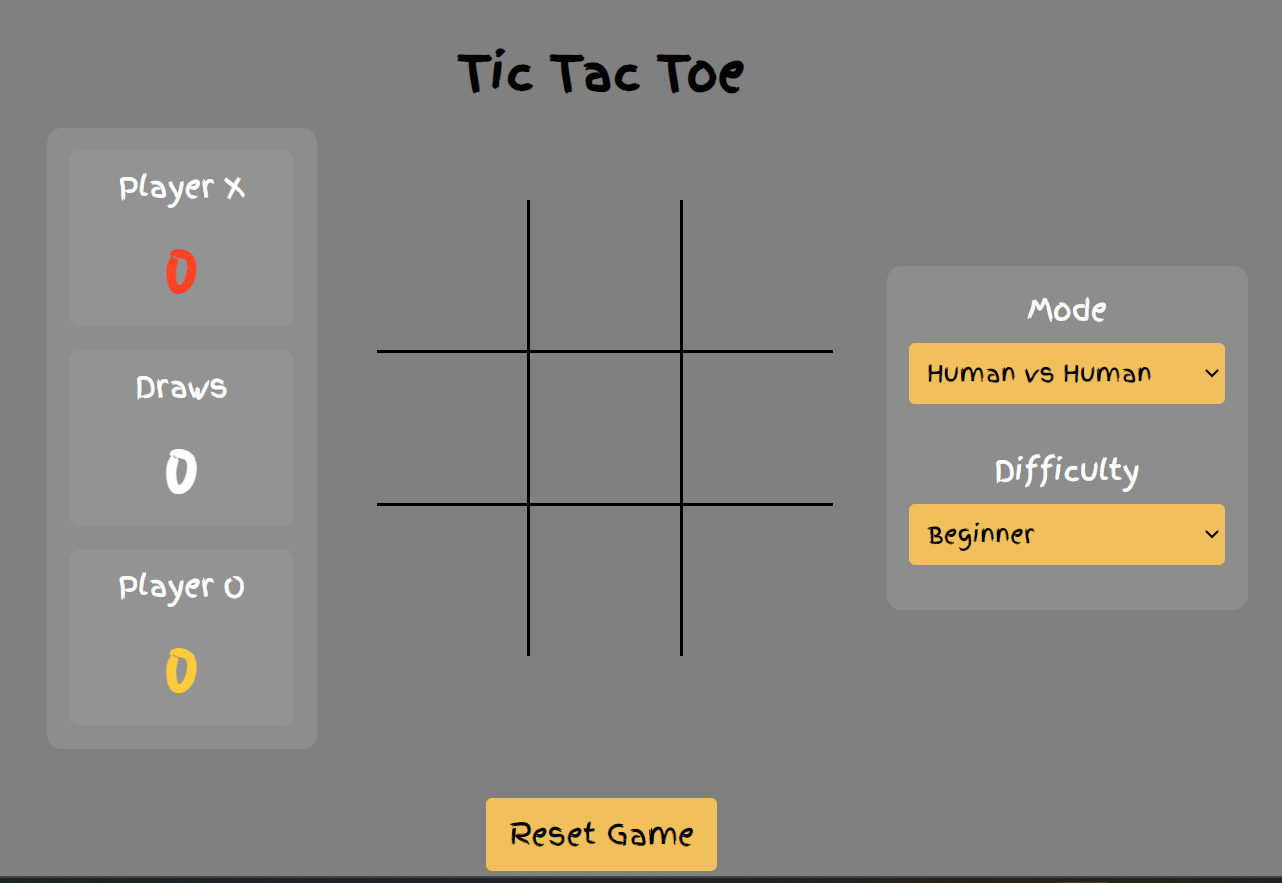 Tic Tac Toe
Player X
0
Draws
0
Player O
0
Mode
Human vs Human
Difficulty
Beginner
Reset Game